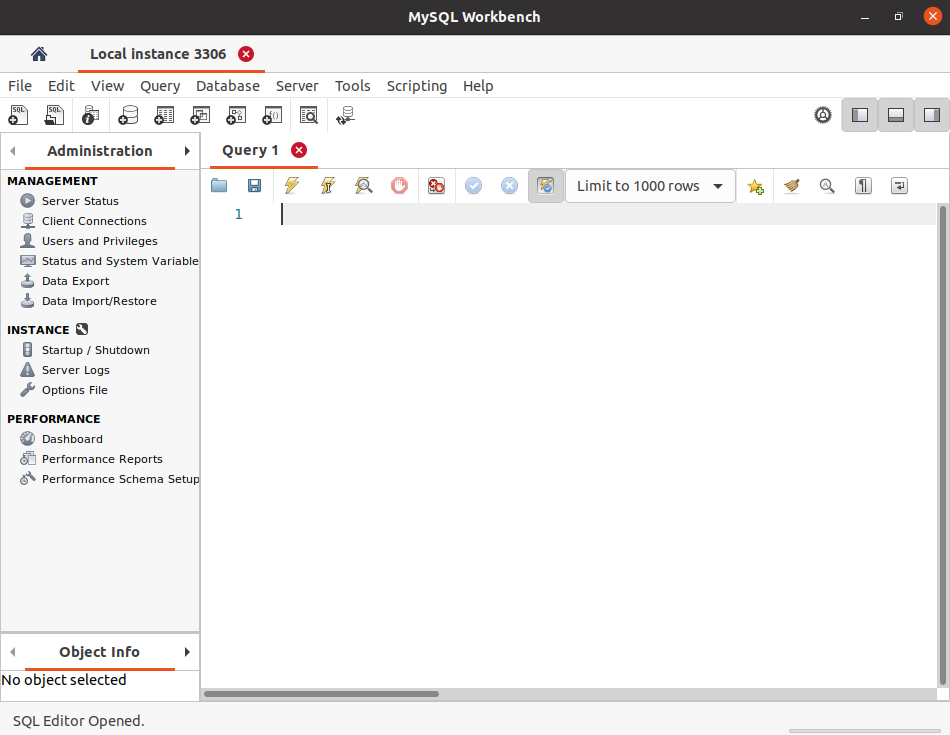 MySQL Workbench
Local instance 3306
File Edit View Query Database Server Tools Scripting Help
Administration
Query 1
MANAGEMENT
Server Status
Client Connections
Users and Privileges
Status and System Variable
Data Export
Data Import/Restore
INSTANCE
Startup / Shutdown
Server Logs
Options File
PERFORMANCE
Dashboard
Performance Reports
Performance Schema Setup
Limit to 1000 rows
1
Object Info
No object selected
SQL Editor Opened.